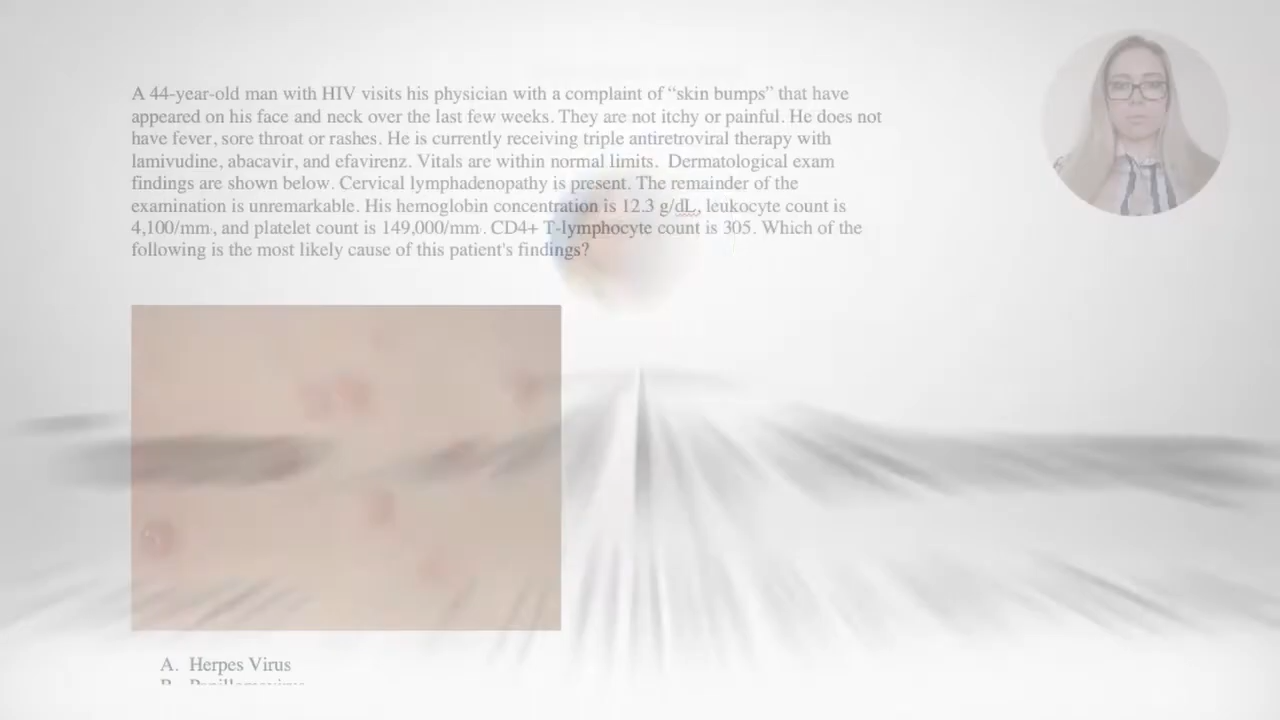 A 44-year-old man with HIV visits his physician with a complaint of “skin bumps” that have
appeared on his face and neck over the last few weeks. They are not itchy or painful. He does not
have fever, sore throat or rashes. He is currently receiving triple antiretroviral therapy with
lamivudine, abacavir, and efavirenz. Vitals are within normal limits.  Dermatological exam
findings are shown below. Cervical lymphadenopathy is present. The remainder of the
examination is unremarkable. His hemoglobin concentration is 12.3 g/dL, leukocyte count is
4,100/mm, and platelet count is 149,000/mm. CD4+ T-lymphocyte count is 305. Which of the
following is the most likely cause of this patient's findings?
A. Herpes Virus